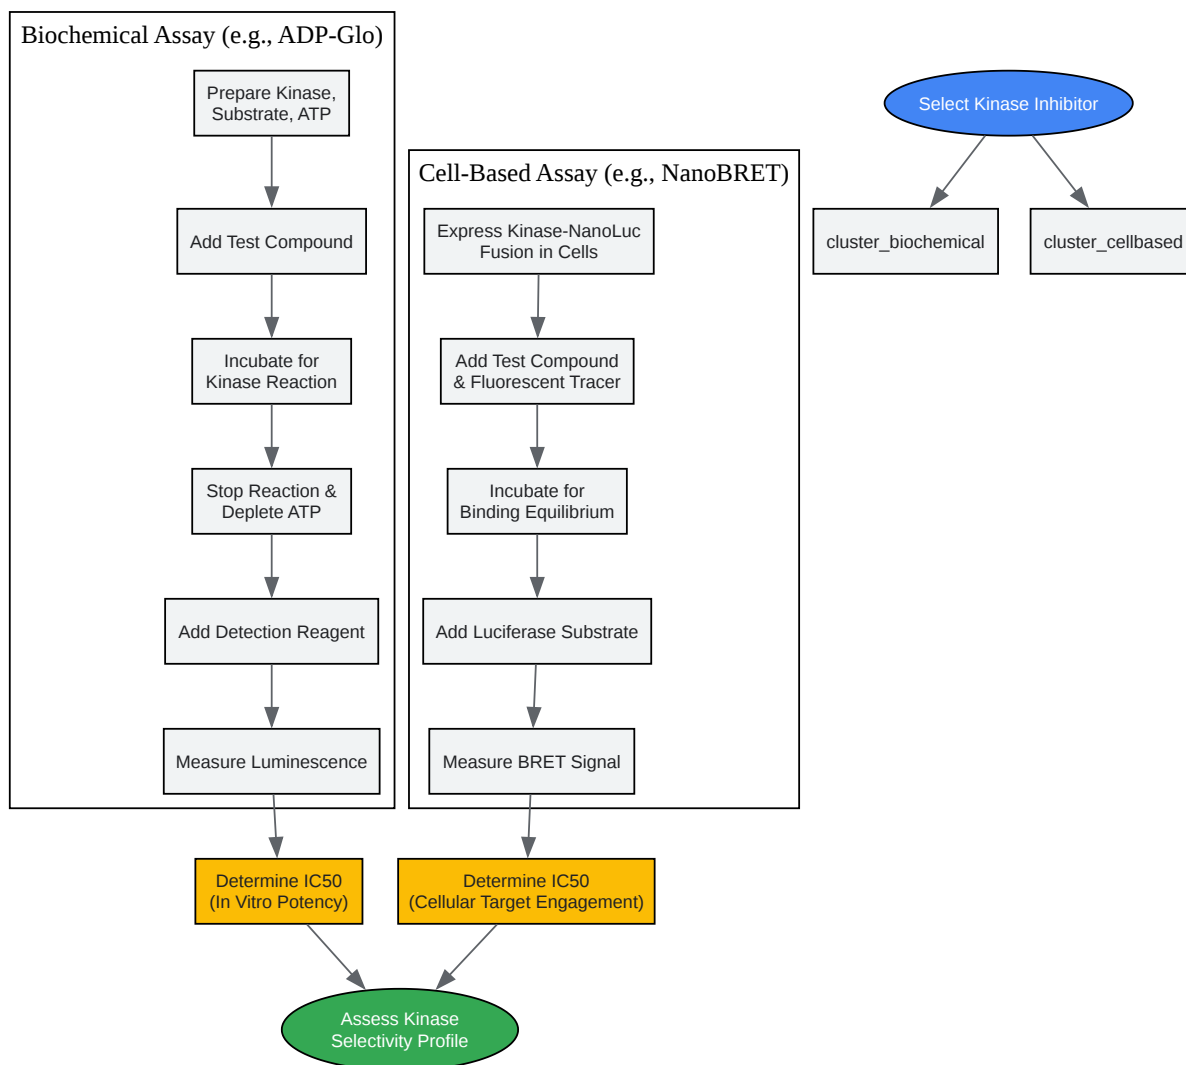 Biochemical Assay (e.g., ADP-Glo)
Prepare Kinase,
Substrate, ATP
Add Test Compound
Incubate for
Kinase Reaction
Stop Reaction &
Deplete ATP
Add Detection Reagent
Measure Luminescence
Cell-Based Assay (e.g., NanoBRET)
Express Kinase-NanoLuc
Fusion in Cells
Add Test Compound
& Fluorescent Tracer
Incubate for
Binding Equilibrium
Add Luciferase Substrate
Measure BRET Signal
Select Kinase Inhibitor
cluster_biochemical
cluster_cellbased
Determine IC50
(In Vitro Potency)
Determine IC50
(Cellular Target Engagement)
Assess Kinase
Selectivity Profile